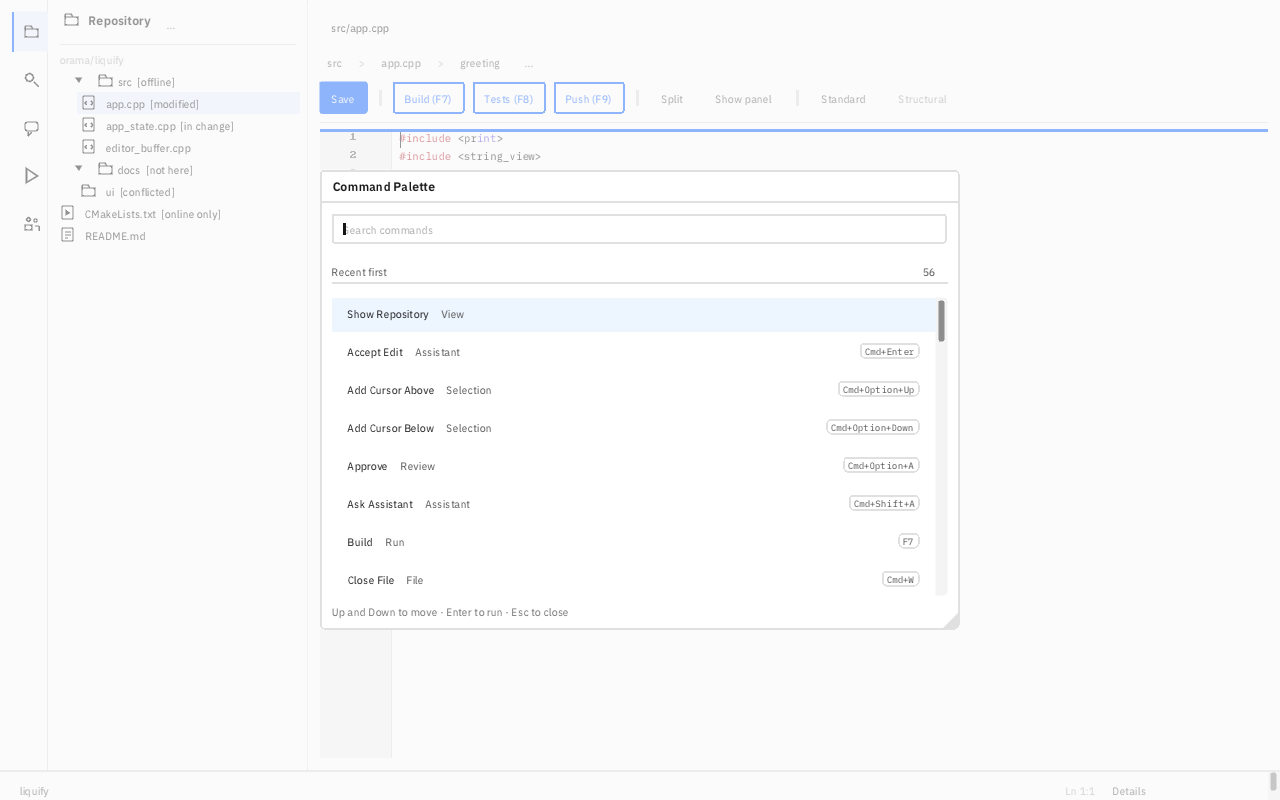 Repository ...
orama/liquify
src [offline]
app.cpp [modified]
app_state.cpp [in change]
editor_buffer.cpp
docs [not here]
ui [conflicted]
CMakeLists.txt [online only]
README.md
src/app.cpp
src > app.cpp > greeting ...
Save Build (F7) Tests (F8) Push (F9) Split Show panel Standard Structural
1 #include <print>
2 #include <string_view>
Command Palette
Search commands
Recent first 56
Show Repository View
Accept Edit Assistant Cmd+Enter
Add Cursor Above Selection Cmd+Option+Up
Add Cursor Below Selection Cmd+Option+Down
Approve Review Cmd+Option+A
Ask Assistant Assistant Cmd+Shift+A
Build Run F7
Close File File Cmd+W
Up and Down to move · Enter to run · Esc to close
liquify Ln 1:1 Details